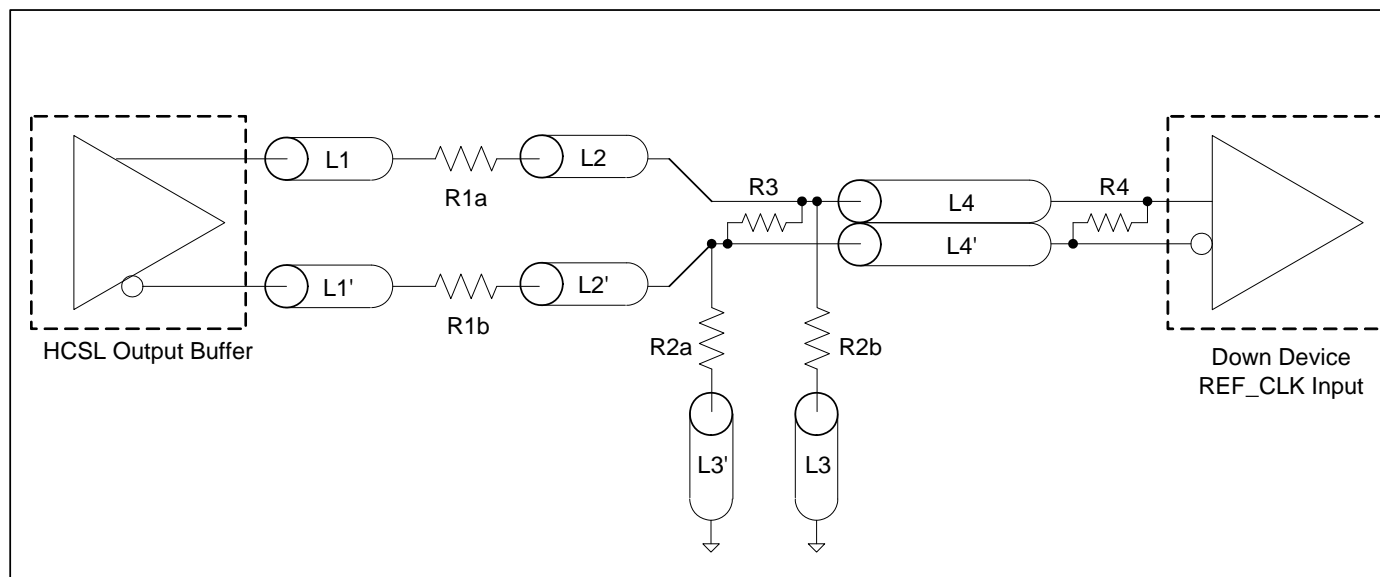 L1
R1a
L2
R3
L4
R4
L1'
R1b
L2'
L4'
HCSL Output Buffer
R2a
R2b
Down Device
REF_CLK Input
L3'
L3